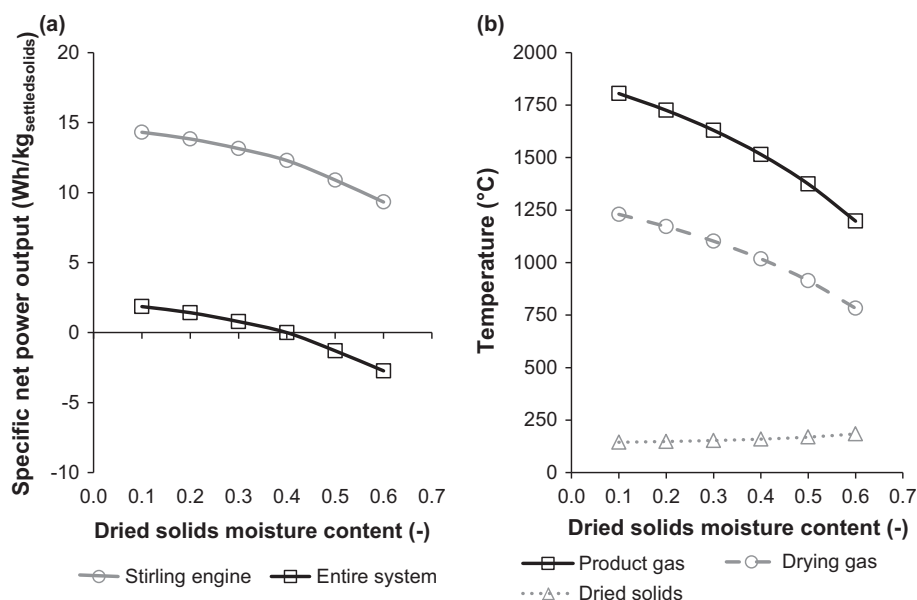 (a)
Specific net power output (Wh/kgsettledsolids)
20
15
10
5
0
-5
-10
0.0 0.1 0.2 0.3 0.4 0.5 0.6 0.7
Dried solids moisture content (-)
Stirling engine Entire system
(b)
Temperature (°C)
2000
1750
1500
1250
1000
750
500
250
0
0.0 0.1 0.2 0.3 0.4 0.5 0.6 0.7
Dried solids moisture content (-)
Product gas Drying gas
Dried solids